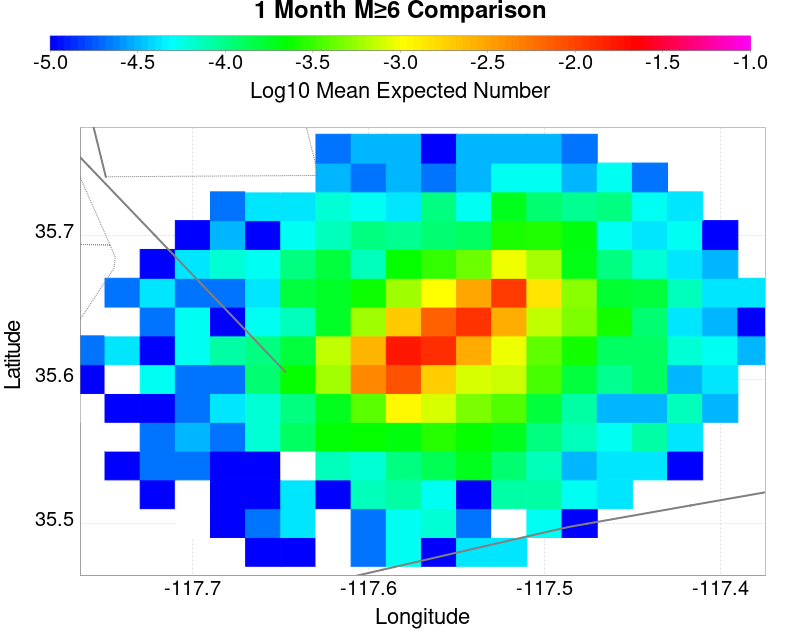 1 Month M≥6 Comparison
-5.0 -4.5 -4.0 -3.5 -3.0 -2.5 -2.0 -1.5 -1.0
Log10 Mean Expected Number
35.7
35.6
35.5
Latitude
-117.7 -117.6 -117.5 -117.4
Longitude